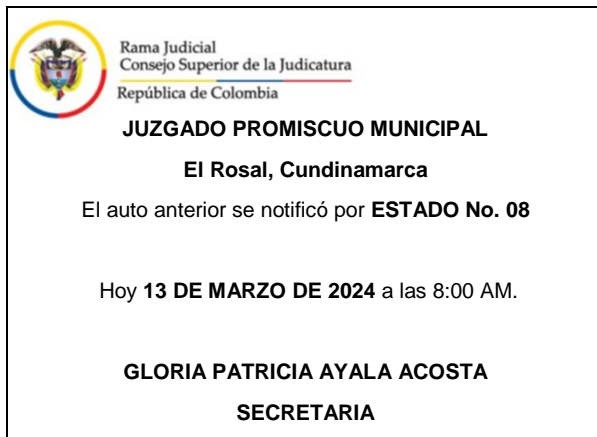 Rama Judicial
Consejo Superior de la Judicatura
República de Colombia
JUZGADO PROMISCUO MUNICIPAL
El Rosal, Cundinamarca
El auto anterior se notificó por ESTADO No. 08
Hoy 13 DE MARZO DE 2024 a las 8:00 AM.
GLORIA PATRICIA AYALA ACOSTA
SECRETARIA